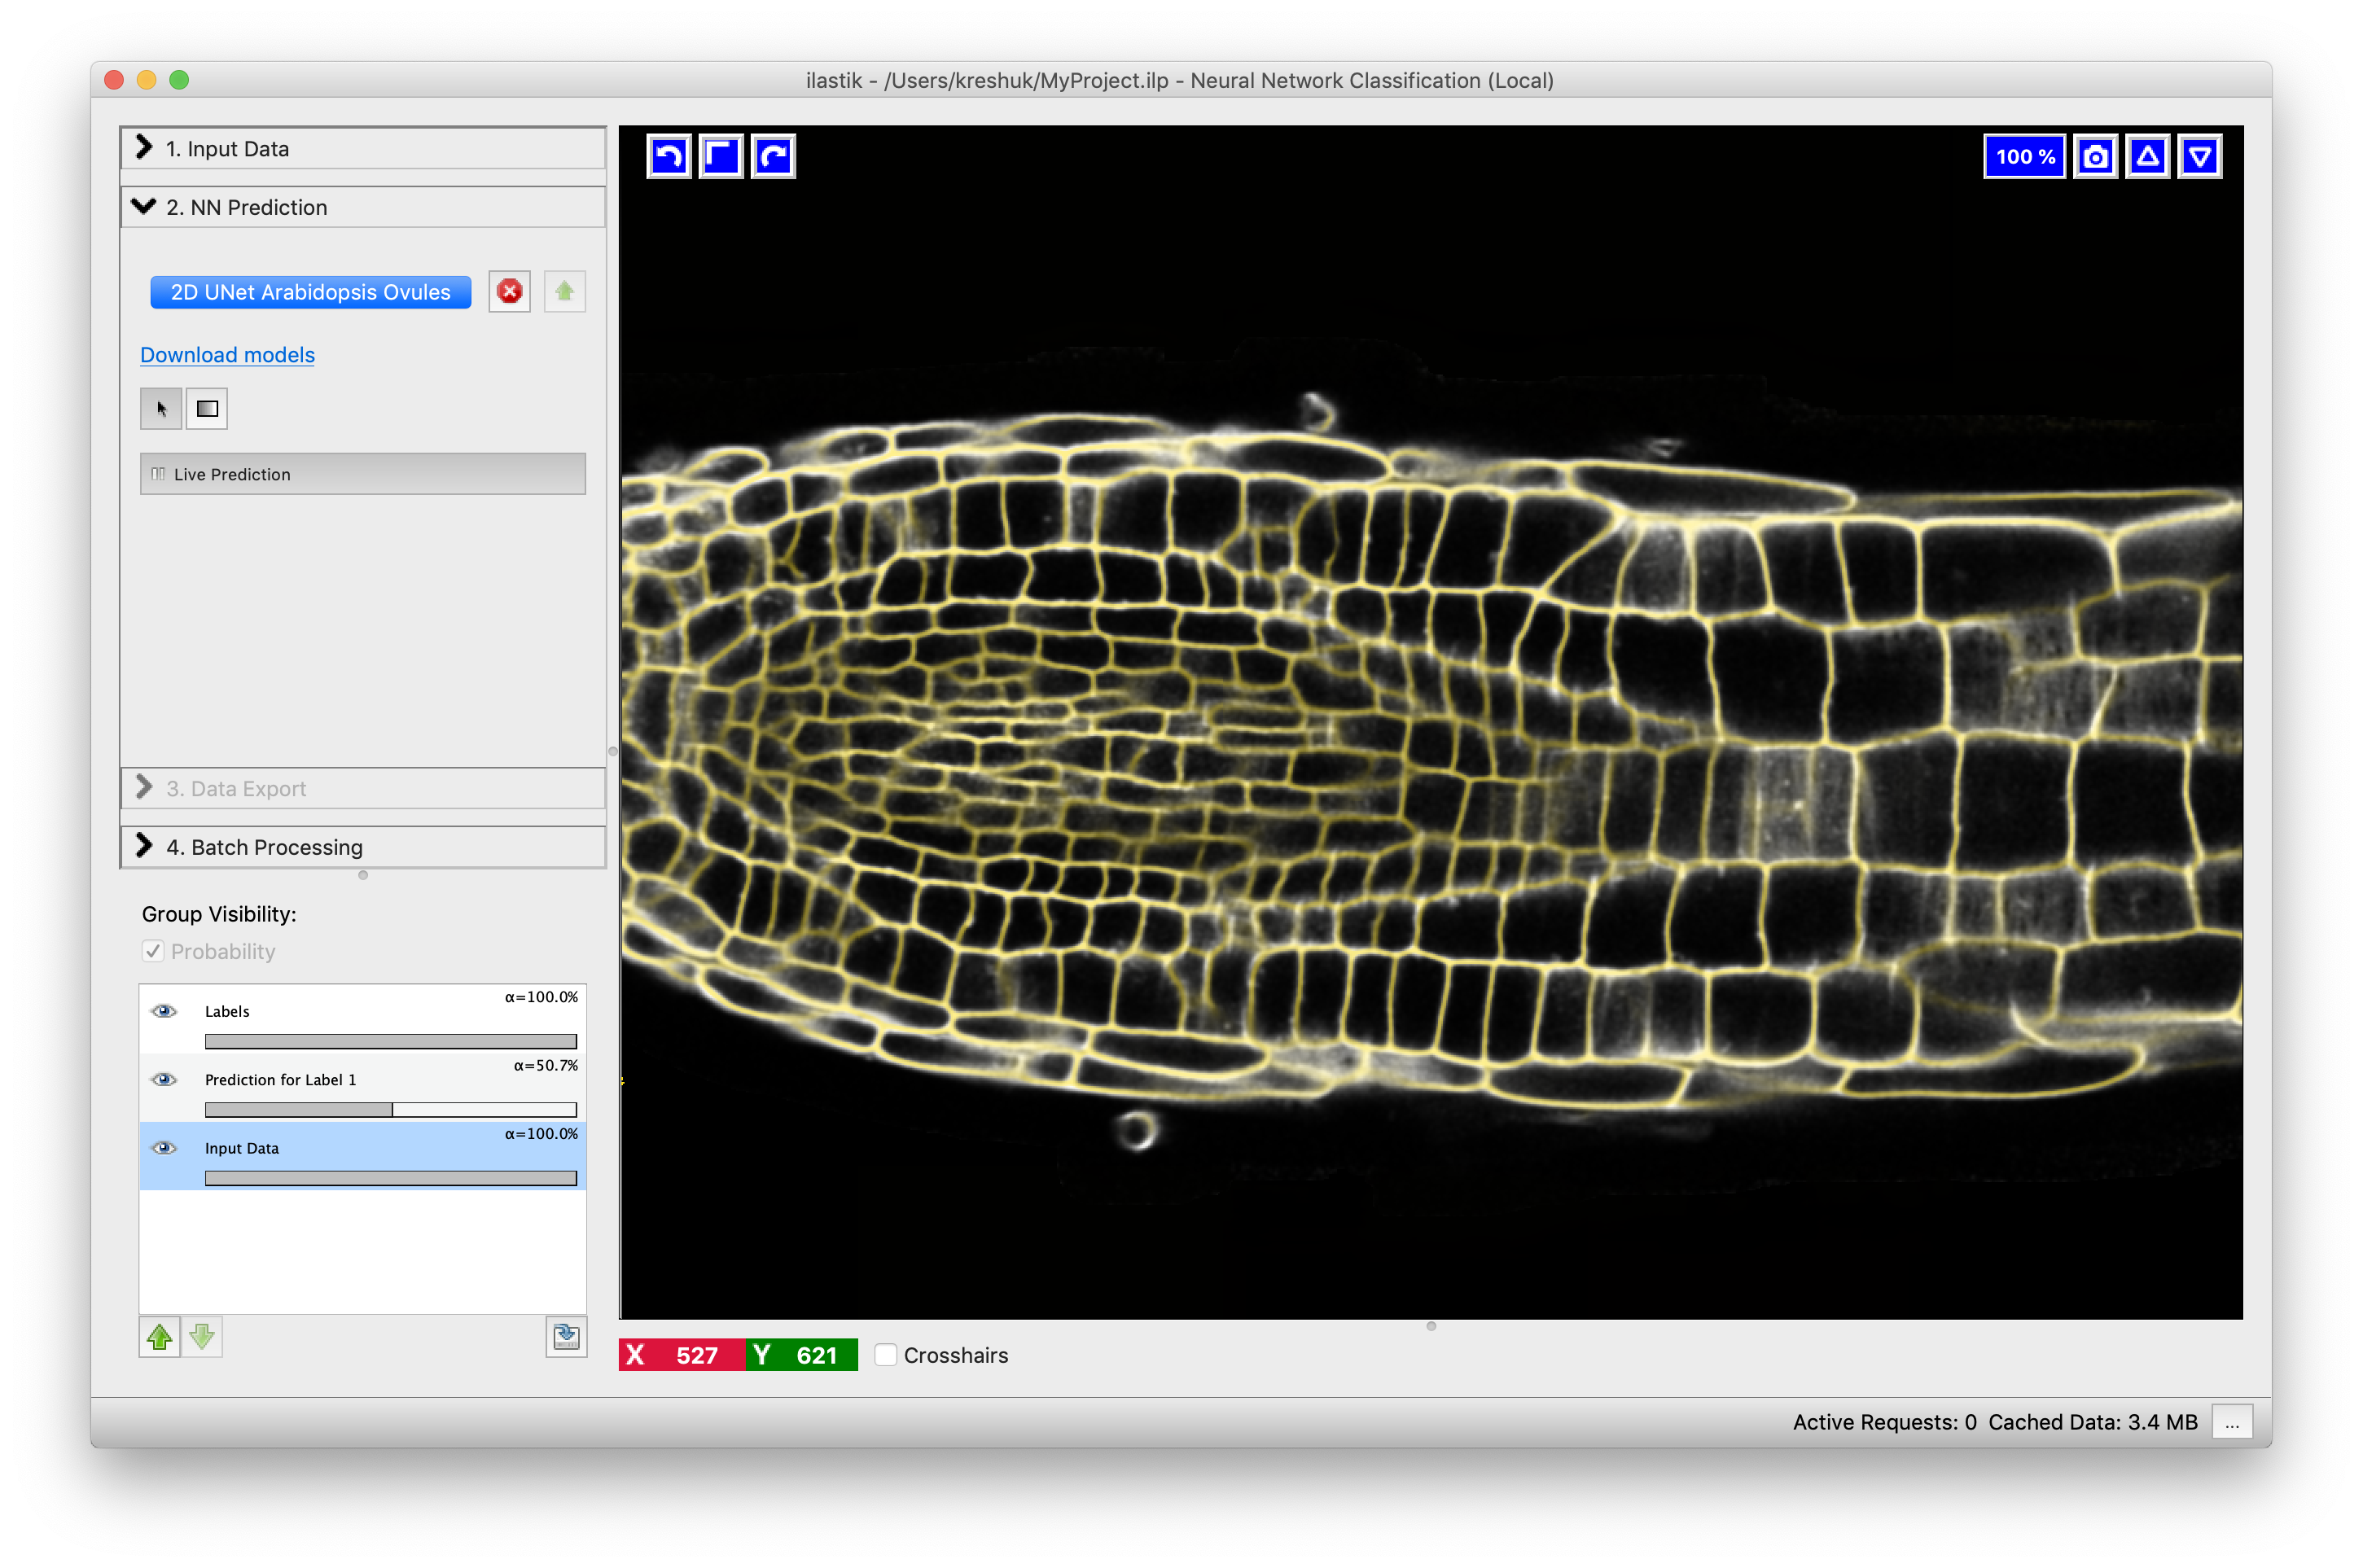 ilastik - /Users/kreshuk/MyProject.ilp - Neural Network Classification (Local)
1. Input Data
2. NN Prediction
2D UNet Arabidopsis Ovules
Download models
Live Prediction
3. Data Export
4. Batch Processing
Group Visibility:
Probability
α=100.0%
Labels
α=50.7%
Prediction for Label 1
α=100.0%
Input Data
100 %
X 527 Y 621 Crosshairs
Active Requests: 0 Cached Data: 3.4 MB ...